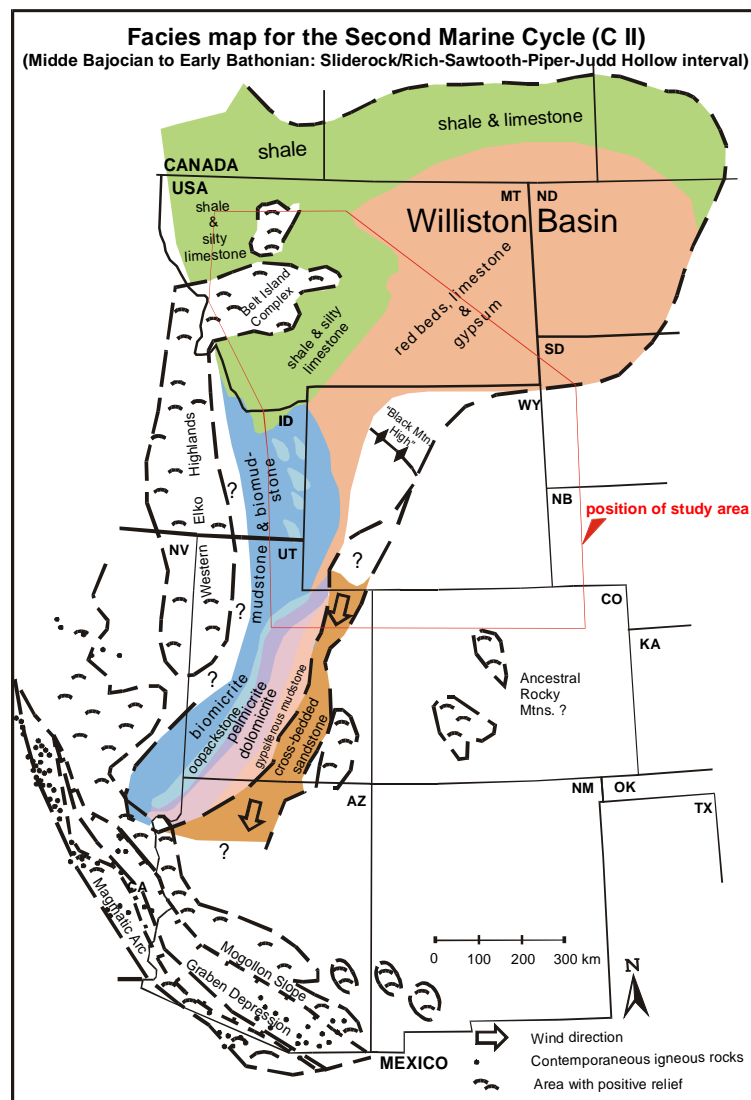 Facies map for the Second Marine Cycle (C II)
(Midde Bajocian to Early Bathonian: Sliderock/Rich-Sawtooth-Piper-Judd Hollow interval)
shale & limestone
shale
CANADA
USA
MT
ND
shale
&
silty
limestone
Williston Basin
Belt Island
Complex
red beds, limestone
&
gypsum
shale & silty
limestone
SD
WY
ID
"Black Mtn.
High"
Highlands
Elko
Western
?
mudstone & biomud-
stone
NB
position of study area
NV
UT
?
?
CO
KA
?
Ancestral
Rocky
Mtns. ?
biomicrite
oopackstone,
pelmicrite
dolomicrite
gypsiferous mudstone
cross-bedded
sandstone
AZ
NM
OK
TX
?
CA
Magmatic Arc
Mogollon Slope
Graben Depression
0 100 200 300 km
N
Wind direction
Contemporaneous igneous rocks
Area with positive relief
MEXICO